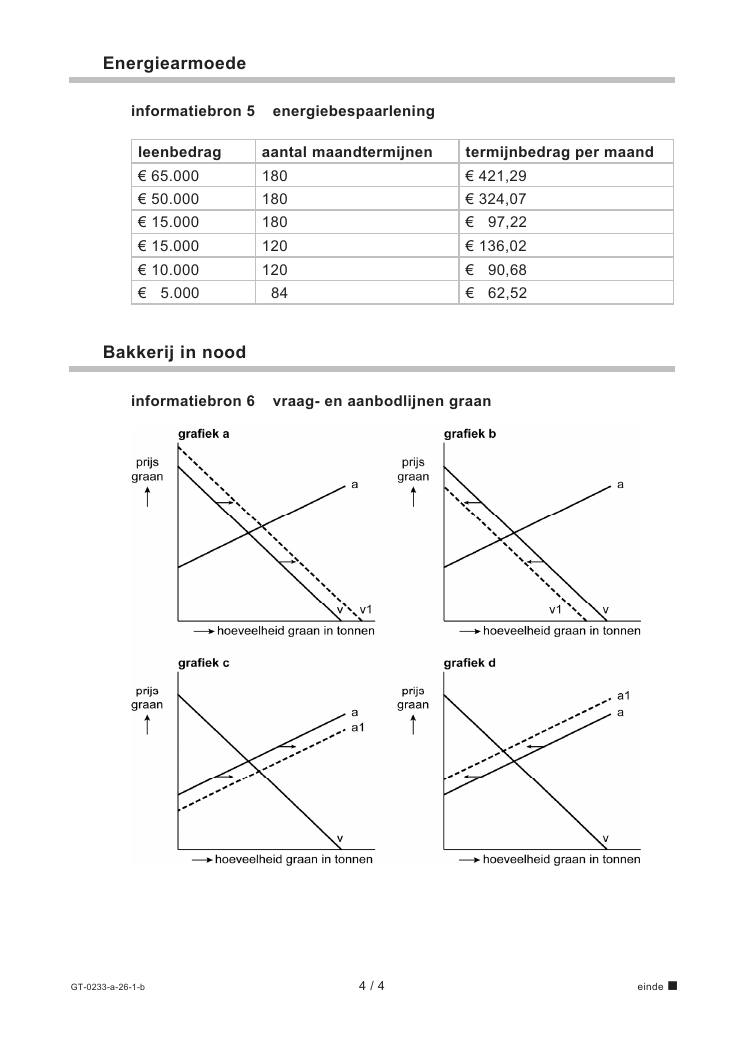 Energiearmoede
informatiebron 5 energiebespaarlening
leenbedrag aantal maandtermijnen termijnbedrag per maand
€ 65.000 180 € 421,29
€ 50.000 180 € 324,07
€ 15.000 180 € 97,22
€ 15.000 120 € 136,02
€ 10.000 120 € 90,68
€ 5.000 84 € 62,52
Bakkerij in nood
informatiebron 6 vraag- en aanbodlijnen graan
grafiek a
prijs
graan
a
v v1
hoeveelheid graan in tonnen
grafiek b
prijs
graan
a
v1 v
hoeveelheid graan in tonnen
grafiek c
prijs
graan
a
a1
v
hoeveelheid graan in tonnen
grafiek d
prijs
graan
a1
a
v
hoeveelheid graan in tonnen
GT-0233-a-26-1-b 4 / 4 einde